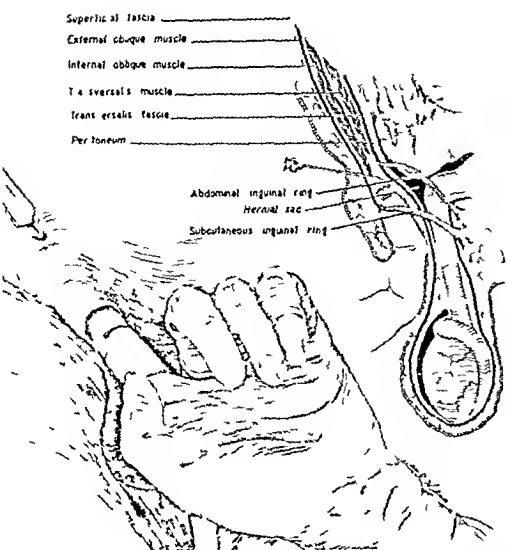 Superficial fascia
External oblique muscle
Internal oblique muscle
Transversalis muscle
Transversalis fascia
Peritoneum
Abdominal inguinal ring
Hernial sac
Subcutaneous inguinal ring